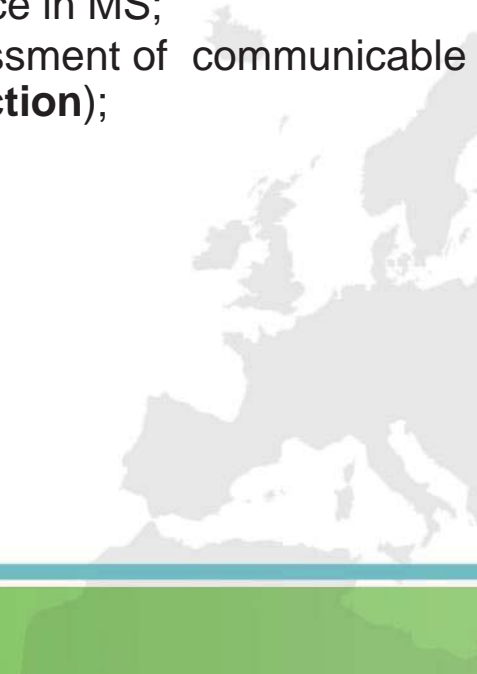 ce in MS;
ssment of communicable
ction);